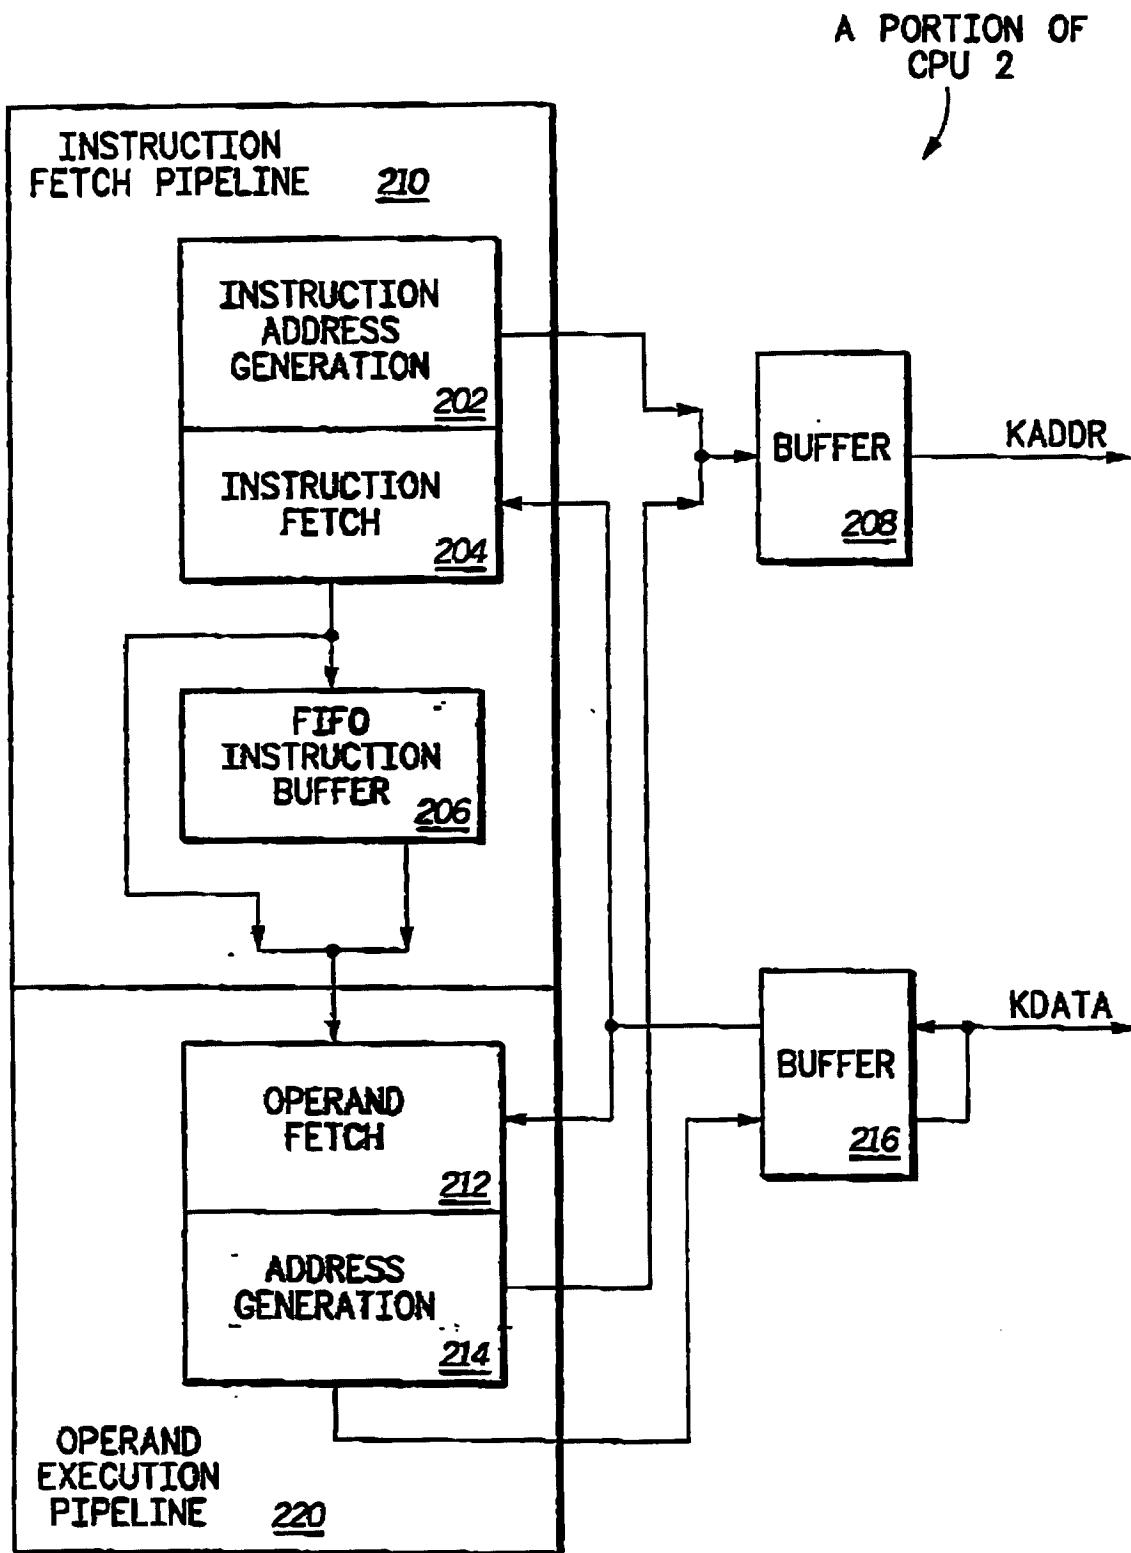 A PORTION OF
CPU 2
INSTRUCTION
FETCH PIPELINE 210
INSTRUCTION
ADDRESS
GENERATION
202
INSTRUCTION
FETCH
204
BUFFER
208
KADDR
FIFO
INSTRUCTION
BUFFER
206
KDATA
BUFFER
216
OPERAND
FETCH
212
ADDRESS
GENERATION
214
OPERAND
EXECUTION
PIPELINE 220